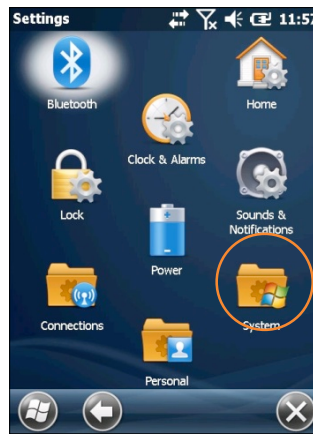 Settings 11:57
Bluetooth
Home
Clock & Alarms
Lock
Sounds &
Notifications
Power
Connections
System
Personal